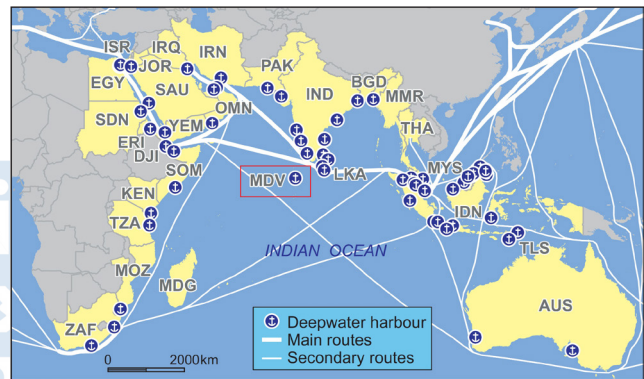 ISR
IRQ
IRN
JOR
EGY
PAK
SAU
BGD
OMN
IND
MMR
SDN
YEM
THA
ERI
DJI
SOM
MYS
MDV
LKA
KEN
IDN
TZA
INDIAN OCEAN
TLS
MOZ
MDG
AUS
ZAF
Deepwater harbour
Main routes
Secondary routes
0 2000km